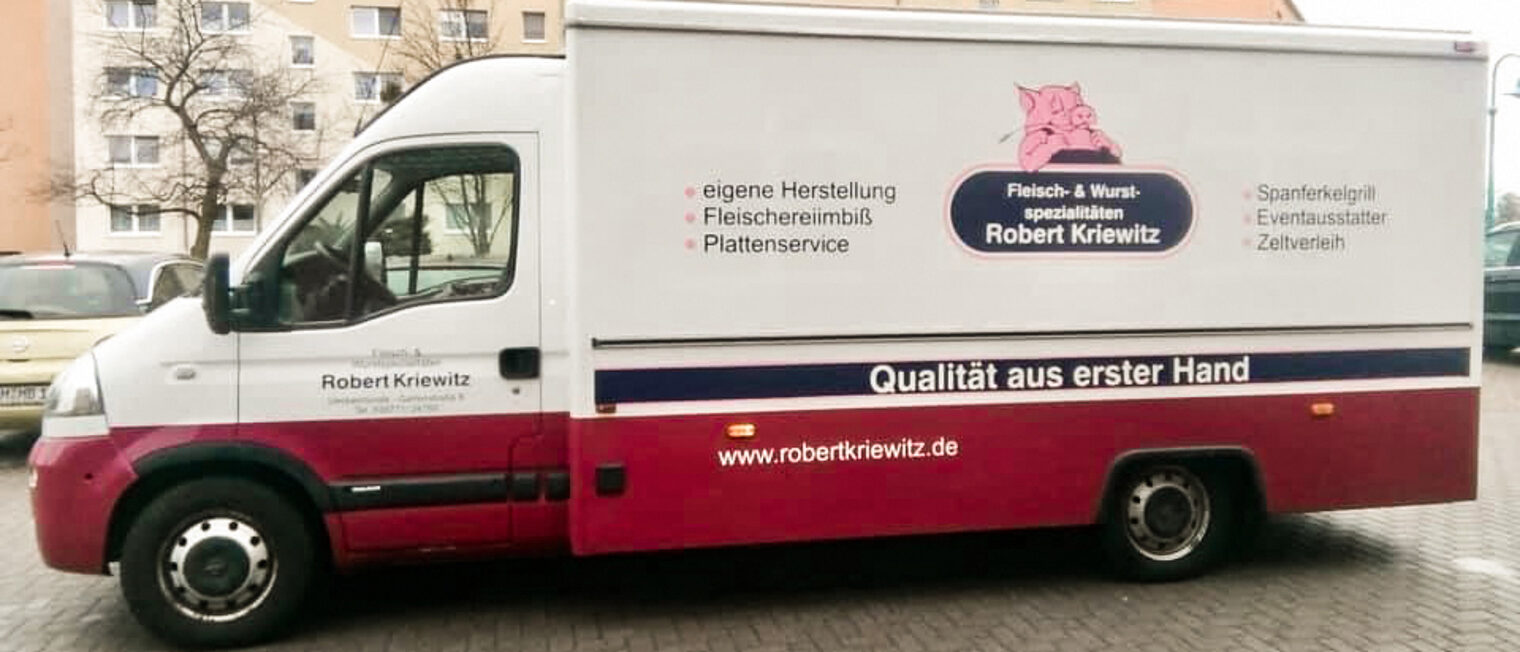 eigene Herstellung
Fleischereiimbiß
Plattenservice
Fleisch- & Wurst-
spezialitäten
Robert Kriewitz
Spanferkelgrill
Eventausstatter
Zeltverleih
Qualität aus erster Hand
www.robertkriewitz.de
Fleisch- &
Robert Kriewitz